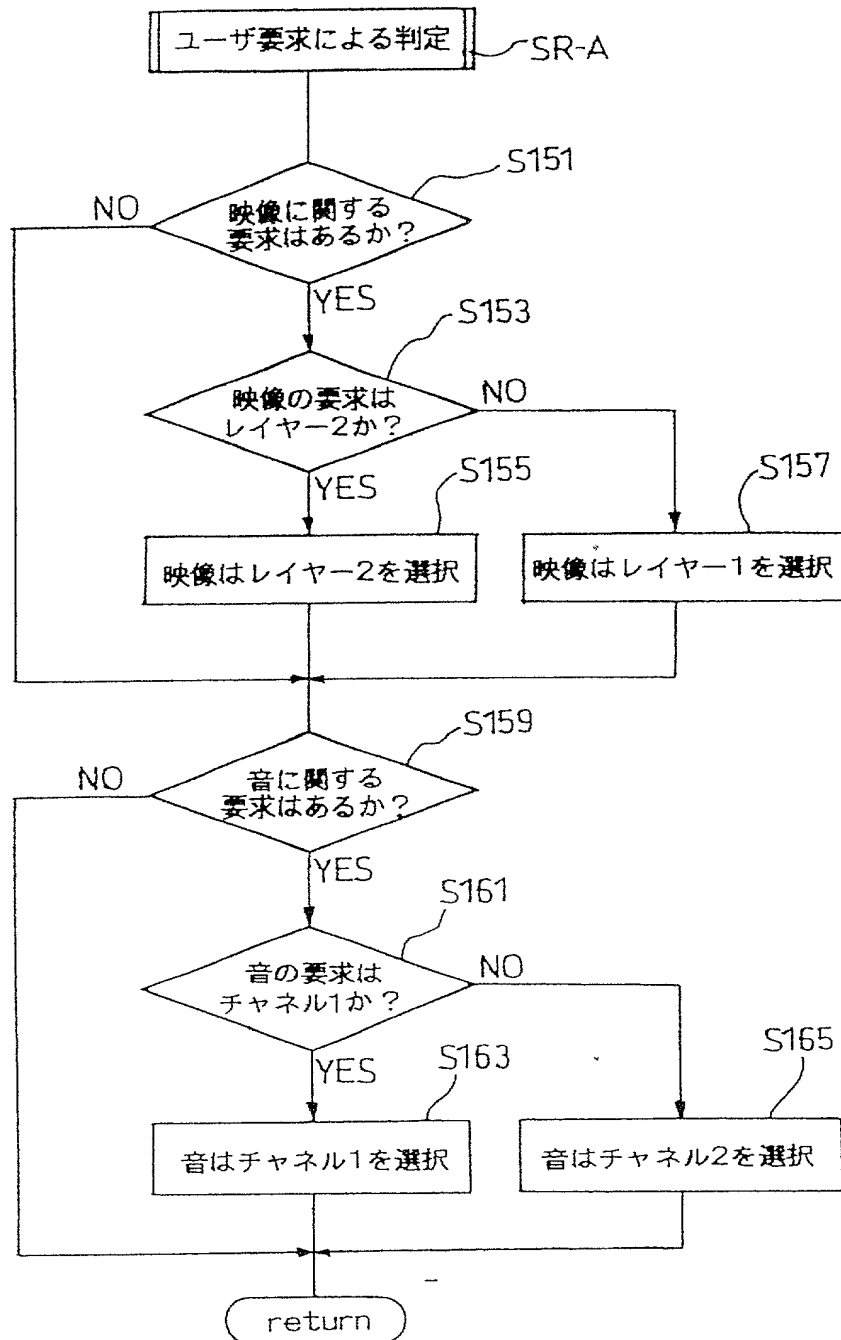 ユーザ要求による判定
SR-A
S151
NO
映像に関する
要求はあるか？
YES
S153
映像の要求は
レイヤー2か？
NO
YES
S155
S157
映像はレイヤー2を選択
映像はレイヤー1を選択
S159
NO
音に関する
要求はあるか？
YES
S161
音の要求は
チャネル1か？
NO
YES
S163
S165
音はチャネル1を選択
音はチャネル2を選択
return